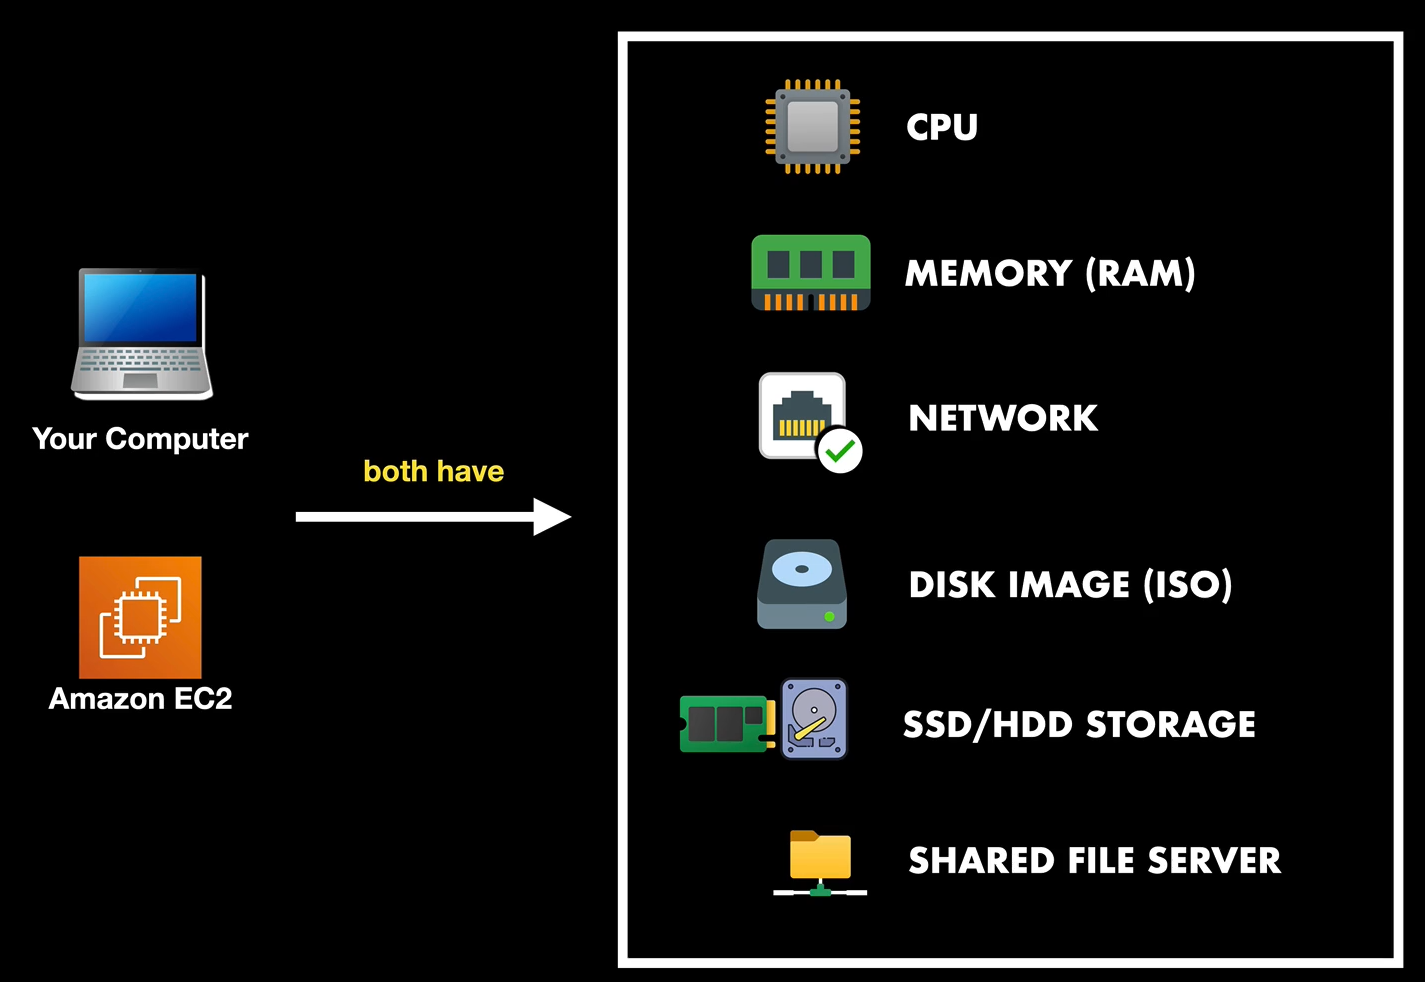 Your Computer
Amazon EC2
both have
CPU
MEMORY (RAM)
NETWORK
DISK IMAGE (ISO)
SSD/HDD STORAGE
SHARED FILE SERVER